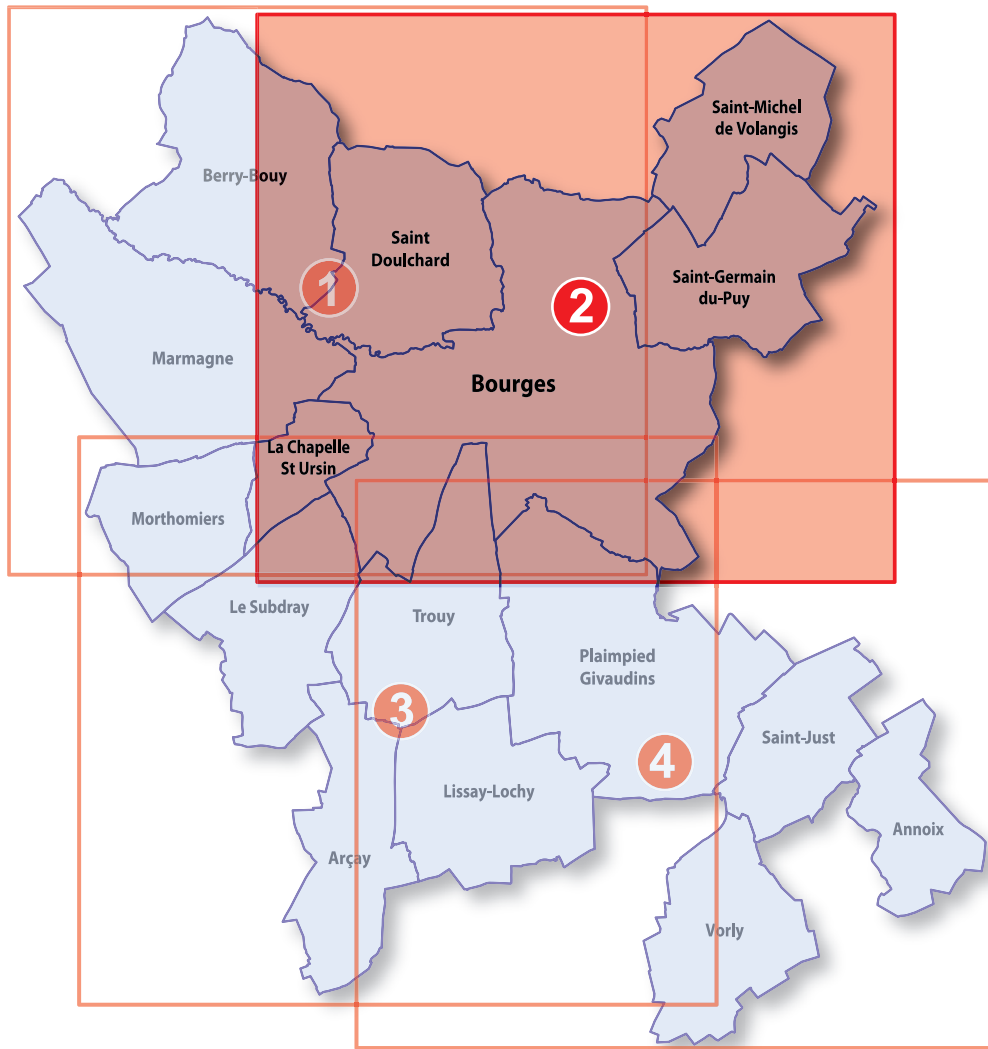 Saint-Michel
de Volangis
Berry-Bouy
Saint
Doulchard
Saint-Germain
du-Puy
1
2
Marmagne
Bourges
La Chapelle
St Ursin
Morthomiers
Le Subdray
Trouy
Plaimpied
Givaudins
3
Saint-Just
4
Lissay-Lochy
Annoix
Arçay
Vorly